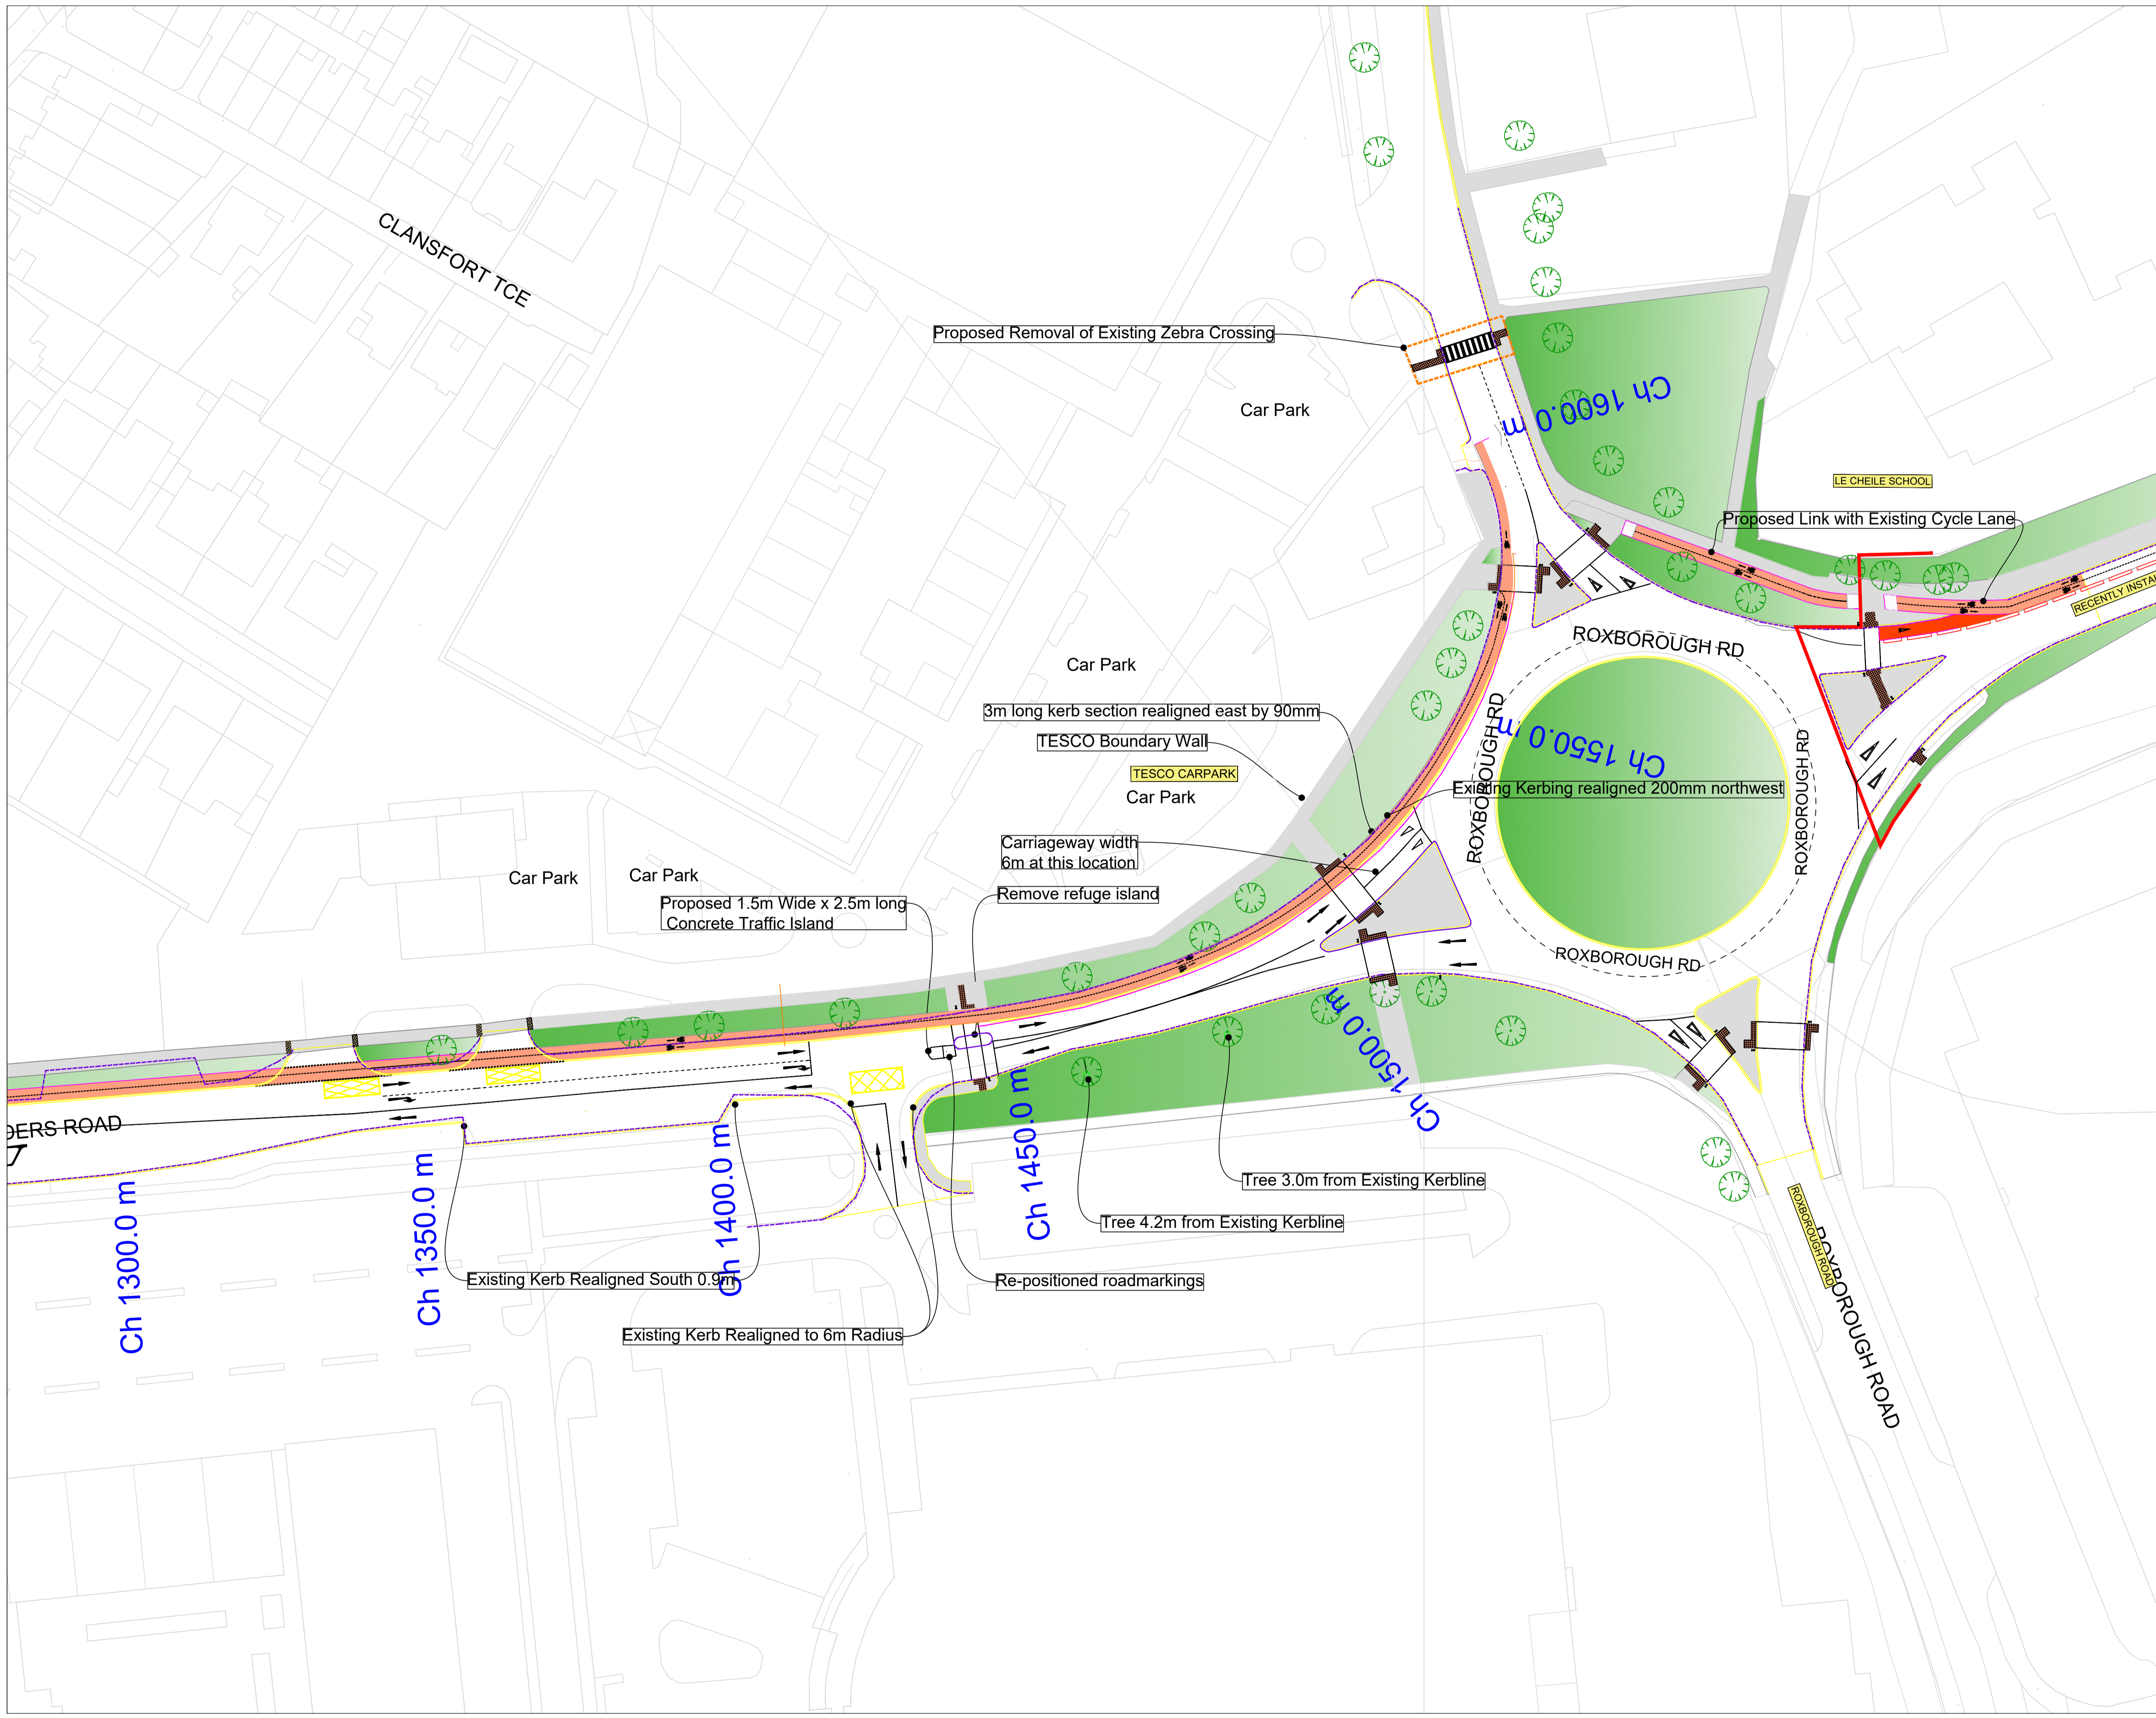 CLANSFORT TCE
Proposed Removal of Existing Zebra Crossing
Car Park
Ch 1600.0 m
LE CHEILE SCHOOL
Proposed Link with Existing Cycle Lane
ROXBOROUGH RD
Car Park
3m long kerb section realigned east by 90mm
TESCO Boundary Wall
TESCO CARPARK
Car Park
ROXBOROUGH RD
Ch 1550.0 m
ROXBOROUGH RD
Existing Kerbing realigned 200mm northwest
Carriageway width
6m at this location
Car Park
Car Park
Remove refuge island
Proposed 1.5m Wide x 2.5m long
Concrete Traffic Island
ROXBOROUGH RD
Ch 1500.0 m
DERS ROAD
RECENTLY INSTA
Ch 1300.0 m
Ch 1350.0 m
Ch 1400.0 m
Ch 1450.0 m
Tree 3.0m from Existing Kerbline
Tree 4.2m from Existing Kerbline
Existing Kerb Realigned South 0.9m
Re-positioned roadmarkings
Existing Kerb Realigned to 6m Radius
ROXBOROUGH ROAD
ROXBOROUGH ROAD